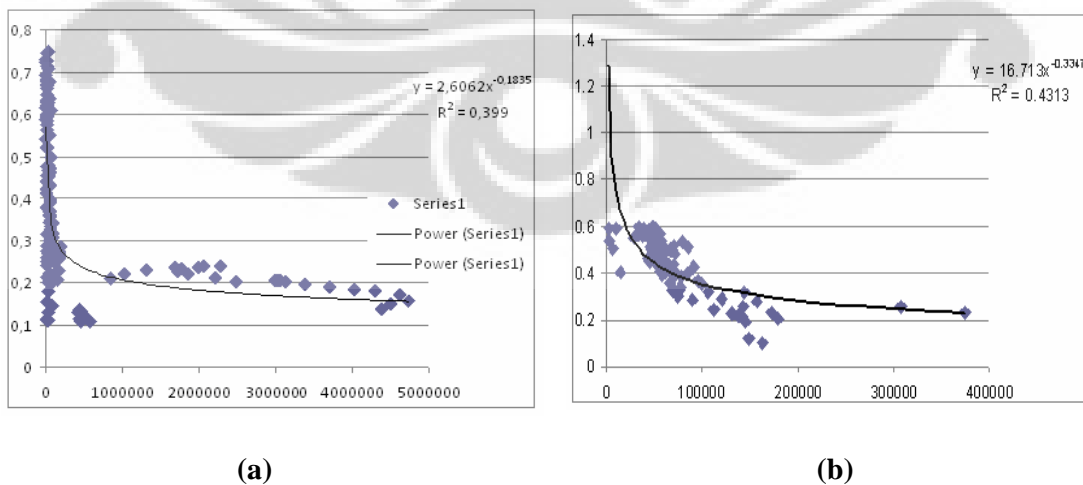 0,8
0,7
0,6
0,5
0,4
0,3
0,2
0,1
0
0 1000000 2000000 3000000 4000000 5000000
y = 2,6062x^-0,1835
R² = 0,399
Series1
Power (Series1)
Power (Series1)
(a)
1.4
1.2
1
0.8
0.6
0.4
0.2
0
0 100000 200000 300000 400000
y = 16.713x^-0.3347
R² = 0.4313
(b)